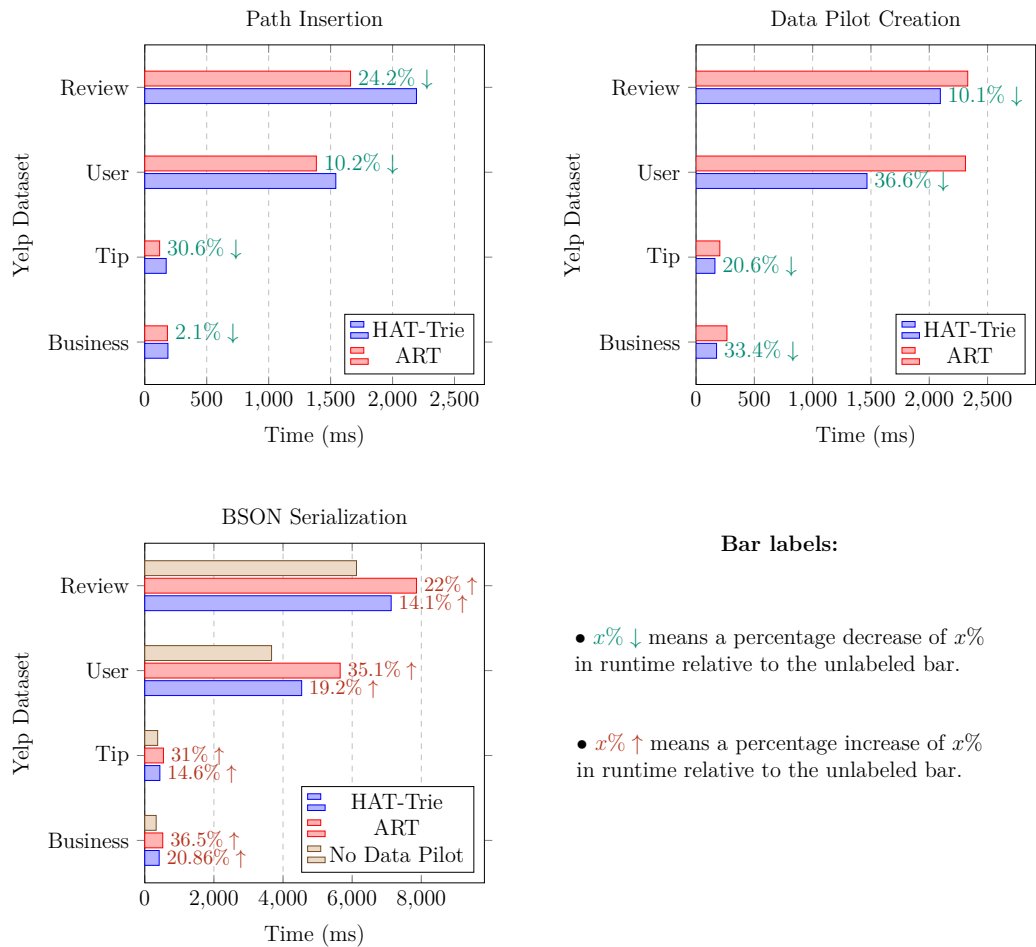 Path Insertion
Review
24.2% ↓
User
10.2% ↓
Tip
30.6% ↓
Business
2.1% ↓
Yelp Dataset
HAT-Trie
ART
0 500 1,000 1,500 2,000 2,500
Time (ms)
Data Pilot Creation
Review
10.1% ↓
User
36.6% ↓
Tip
20.6% ↓
Business
33.4% ↓
Yelp Dataset
HAT-Trie
ART
0 500 1,000 1,500 2,000 2,500
Time (ms)
BSON Serialization
Review
22% ↑
14.1% ↑
User
35.1% ↑
19.2% ↑
Tip
31% ↑
14.6% ↑
Business
36.5% ↑
20.86% ↑
Yelp Dataset
HAT-Trie
ART
No Data Pilot
0 2,000 4,000 6,000 8,000
Time (ms)
Bar labels:
• x% ↓ means a percentage decrease of x%
in runtime relative to the unlabeled bar.
• x% ↑ means a percentage increase of x%
in runtime relative to the unlabeled bar.